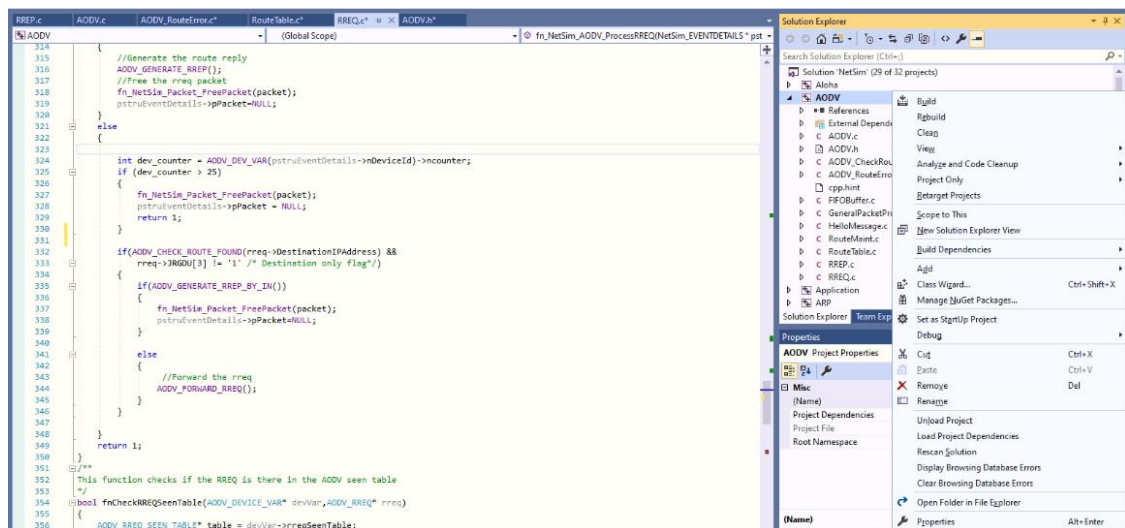 RREP.c AODV.c AODV_RouteError.c* RouteTable.c* RREQ.c* AODV.h*
AODV (Global Scope) fn_NetSim_AODV_ProcessRREQ(NetSim_EVENTDETAILS * pst
314 {
315 //Generate the route reply
316 AODV_GENERATE_RREP();
317 //Free the rreq packet
318 fn_NetSim_Packet_FreePacket(packet);
319 pstruEventDetails->pPacket=NULL;
320 }
321 else
322 {
323
324 int dev_counter = AODV_DEV_VAR(pstruEventDetails->nDeviceId)->ncounter;
325 if (dev_counter > 25)
326 {
327 fn_NetSim_Packet_FreePacket(packet);
328 pstruEventDetails->pPacket = NULL;
329 return 1;
330 }
331
332 if(AODV_CHECK_ROUTE_FOUND(rreq->DestinationIPAddress) &&
333 rreq->JRGDU[3] != '1' /* Destination only flag*/)
334 {
335 if(AODV_GENERATE_RREP_BY_IN())
336 {
337 fn_NetSim_Packet_FreePacket(packet);
338 pstruEventDetails->pPacket=NULL;
339 }
340
341 else
342 {
343 //Forward the rreq
344 AODV_FORWARD_RREQ();
345 }
346 }
347
348 }
349 return 1;
350 }
351 /**
352 This function checks if the RREQ is there in the AODV seen table
353 */
354 bool fnCheckRREQSeenTable(AODV_DEVICE_VAR* devVar,AODV_RREQ* rreq)
355 {
356 AODV_RREQ_SEEN_TABLE* table = devVar->rreqSeenTable;
Solution Explorer
Search Solution Explorer (Ctrl+;)
Solution 'NetSim' (29 of 32 projects)
Aloha
AODV
References
External Depende
AODV.c
AODV.h
AODV_CheckRou
AODV_RouteErro
cpp.hint
FIFOBuffer.c
GeneralPacketPr
HelloMessage.c
RouteMaint.c
RouteTable.c
RREP.c
RREQ.c
Application
ARP
Solution Explorer Team Exp
Properties
AODV Project Properties
Misc
(Name)
Project Dependencies
Project File
Root Namespace
(Name)
Build
Rebuild
Clean
View
Analyze and Code Cleanup
Project Only
Retarget Projects
Scope to This
New Solution Explorer View
Build Dependencies
Add
Class Wizard... Ctrl+Shift+X
Manage NuGet Packages...
Set as StartUp Project
Debug
Cut Ctrl+X
Paste Ctrl+V
Remove Del
Rename
Unload Project
Load Project Dependencies
Rescan Solution
Display Browsing Database Errors
Clear Browsing Database Errors
Open Folder in File Explorer
Properties Alt+Enter